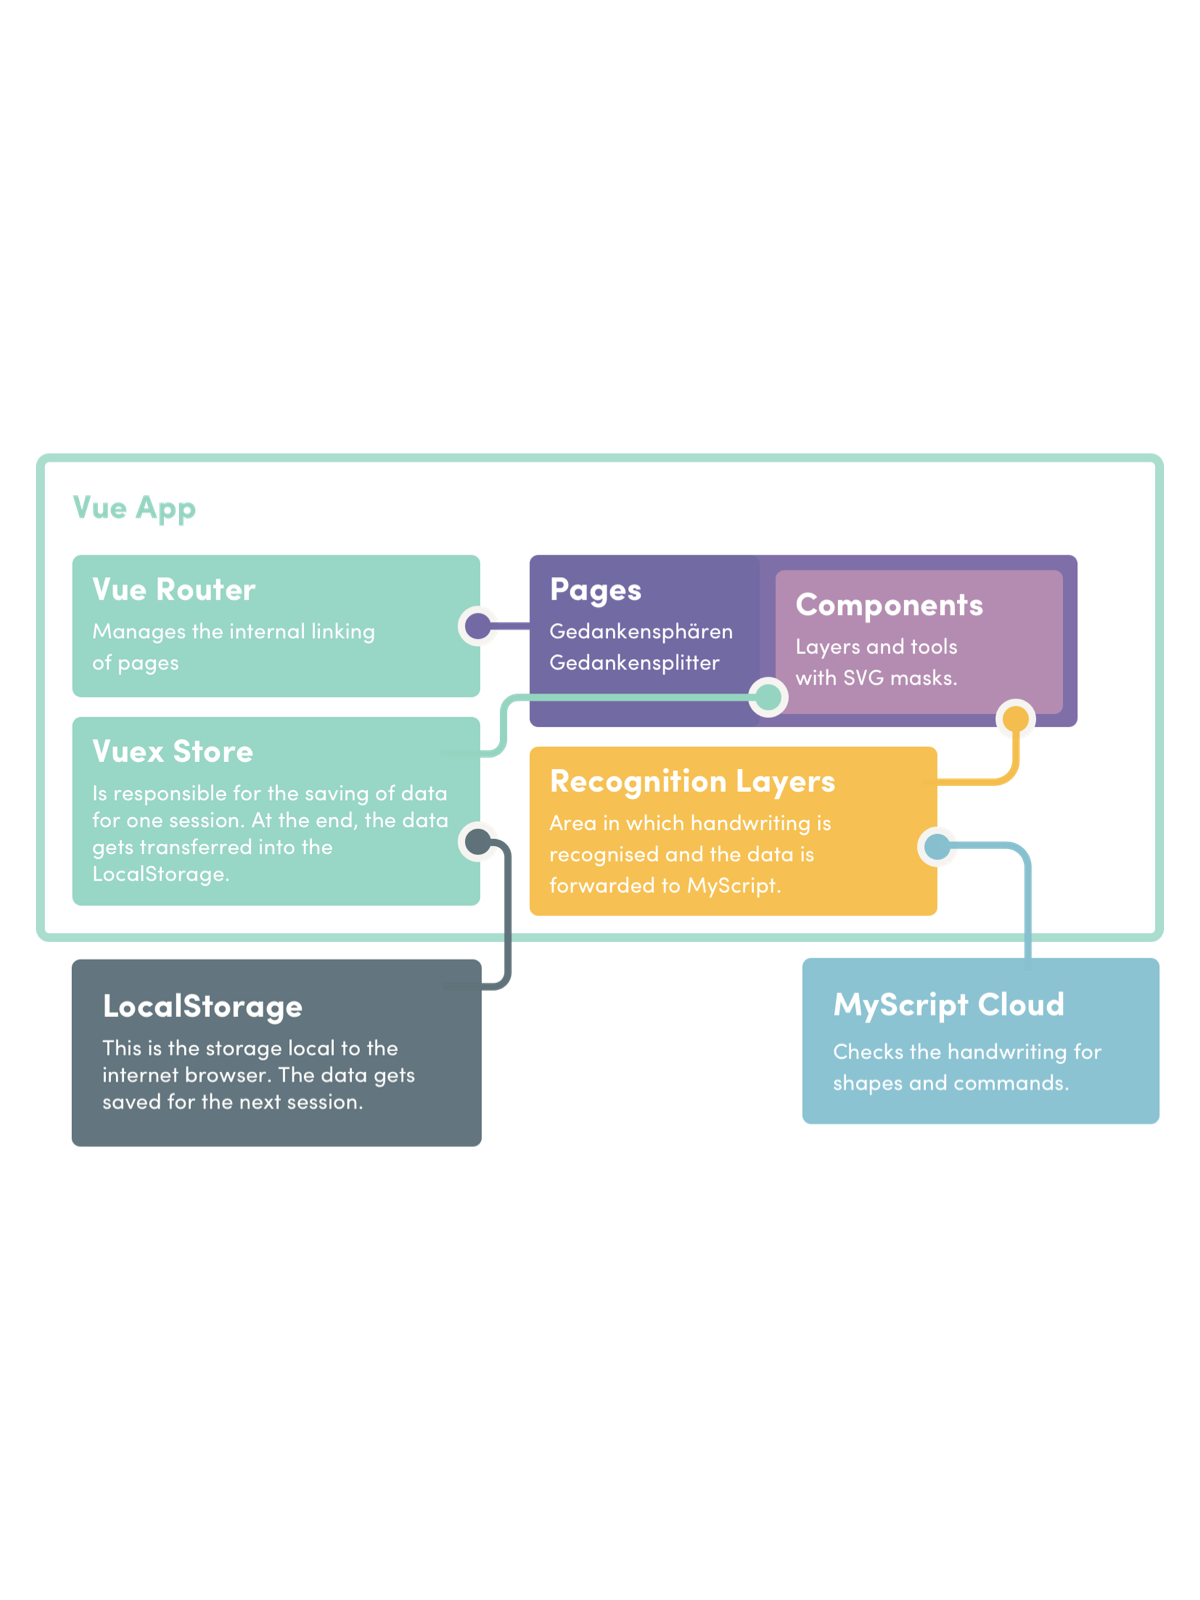 Vue App
Vue Router
Manages the internal linking
of pages
Pages
Gedankensphären
Gedankensplitter
Components
Layers and tools
with SVG masks.
Vuex Store
Is responsible for the saving of data
for one session. At the end, the data
gets transferred into the
LocalStorage.
Recognition Layers
Area in which handwriting is
recognised and the data is
forwarded to MyScript.
LocalStorage
This is the storage local to the
internet browser. The data gets
saved for the next session.
MyScript Cloud
Checks the handwriting for
shapes and commands.